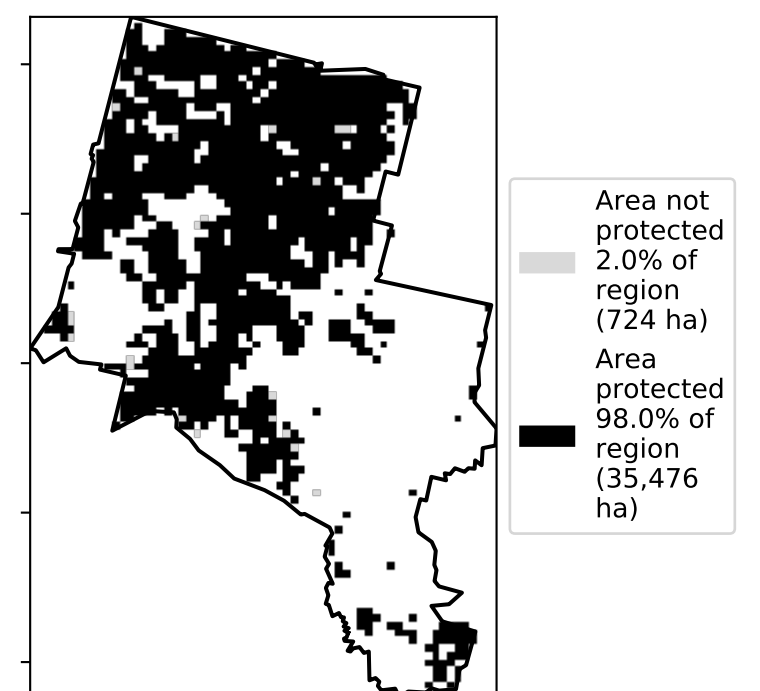 Area not
protected
2.0% of
region
(724 ha)
Area
protected
98.0% of
region
(35,476
ha)